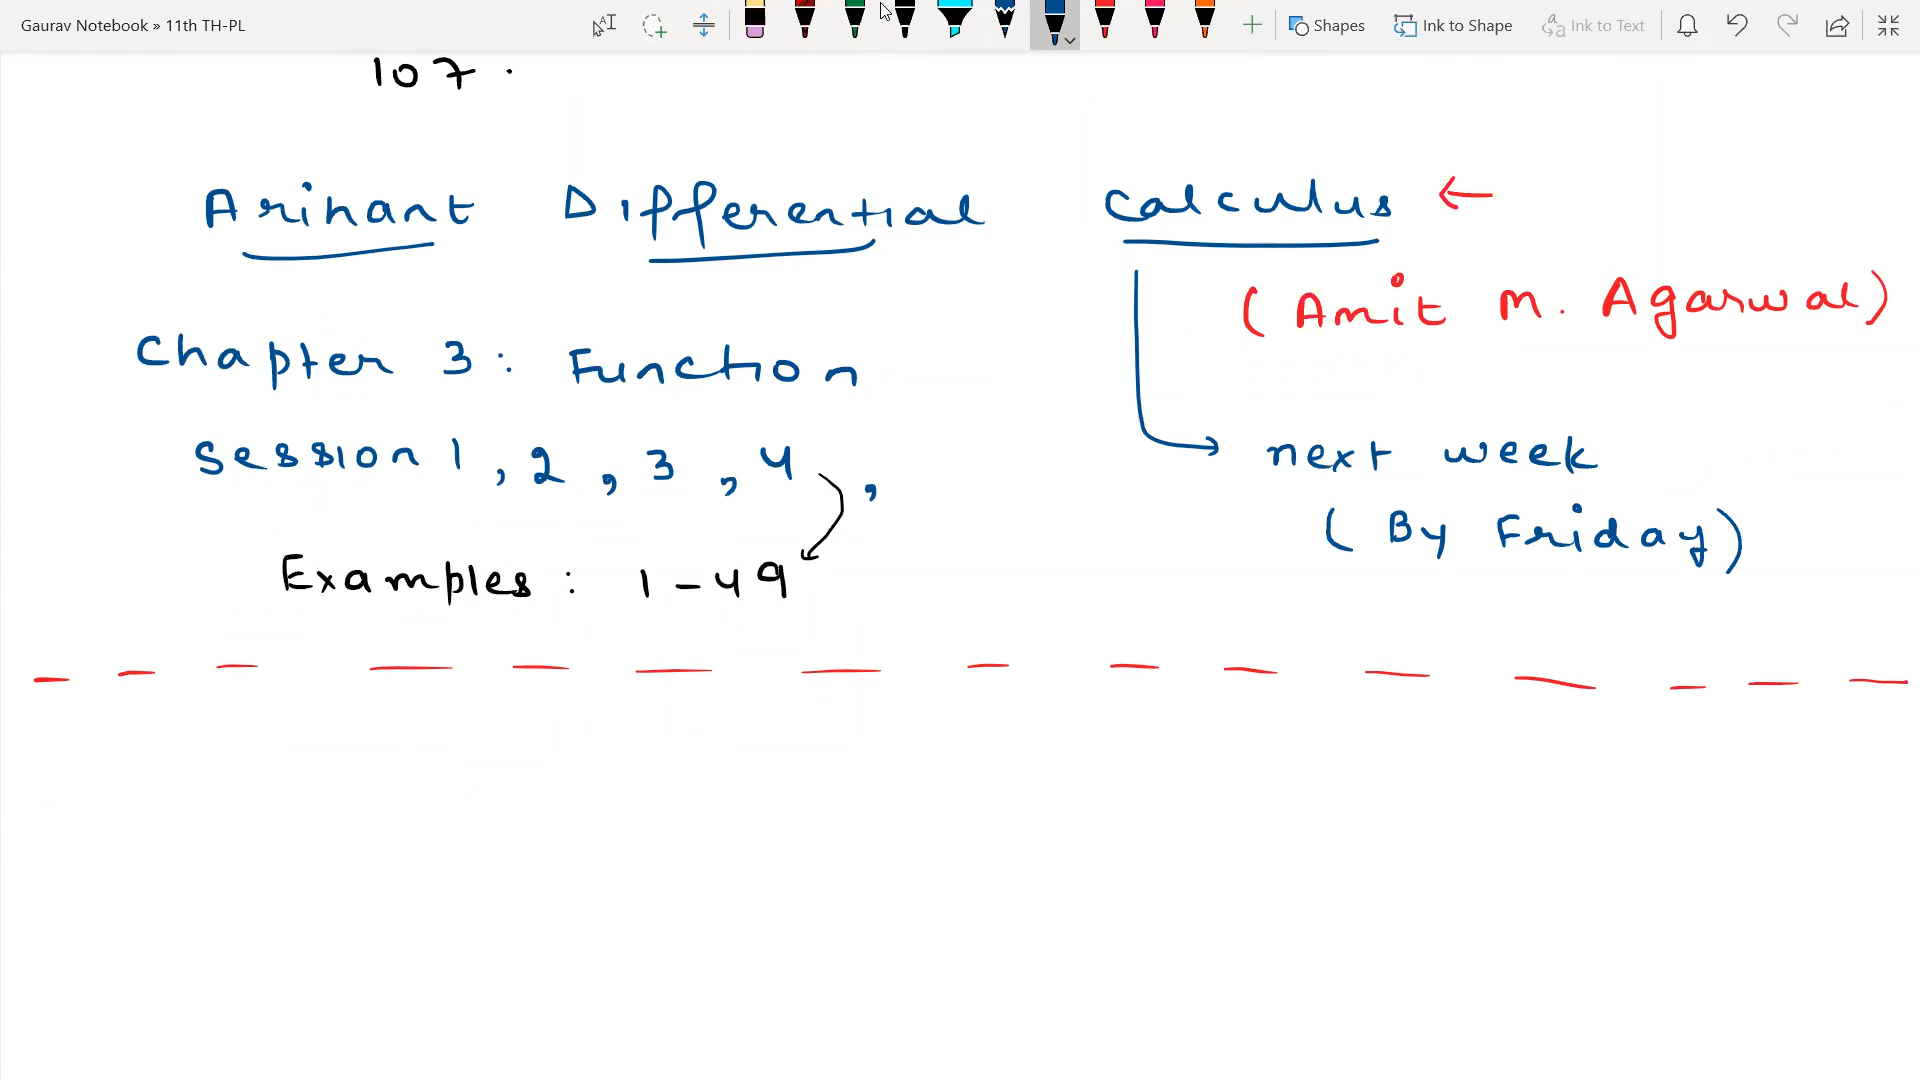 Gaurav Notebook » 11th TH-PL
Shapes
Ink to Shape
Ink to Text
107 .
Arihant Differential Calculus ←
(Amit M. Agarwal)
Chapter 3 : Function
Session 1 , 2 , 3 , 4 ,
next week
(By Friday)
Examples : 1 - 49